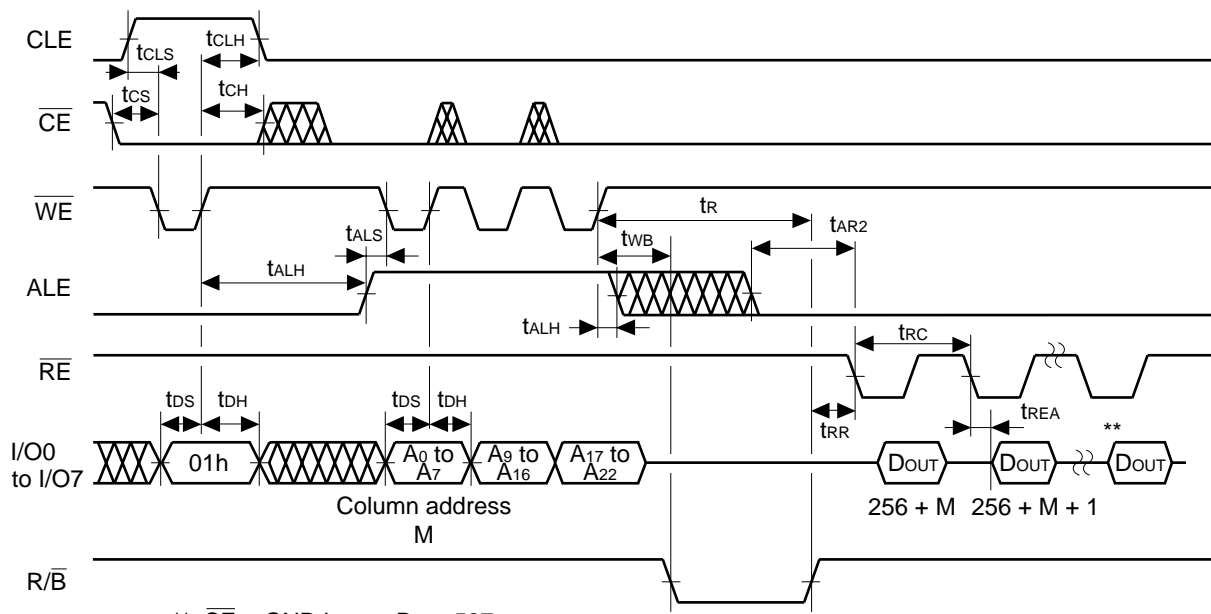 CLE
tCLS
tCLH
tCS
tCH
CE
WE
tR
tALS
tWB
tAR2
tALH
ALE
tALH
tRC
RE
tDS
tDH
tDS
tDH
tRR
tREA
**
I/O0
to I/O7
01h
A0 to
A7
A9 to
A16
A17 to
A22
DOUT
DOUT
DOUT
Column address
M
256 + M
256 + M + 1
R/B